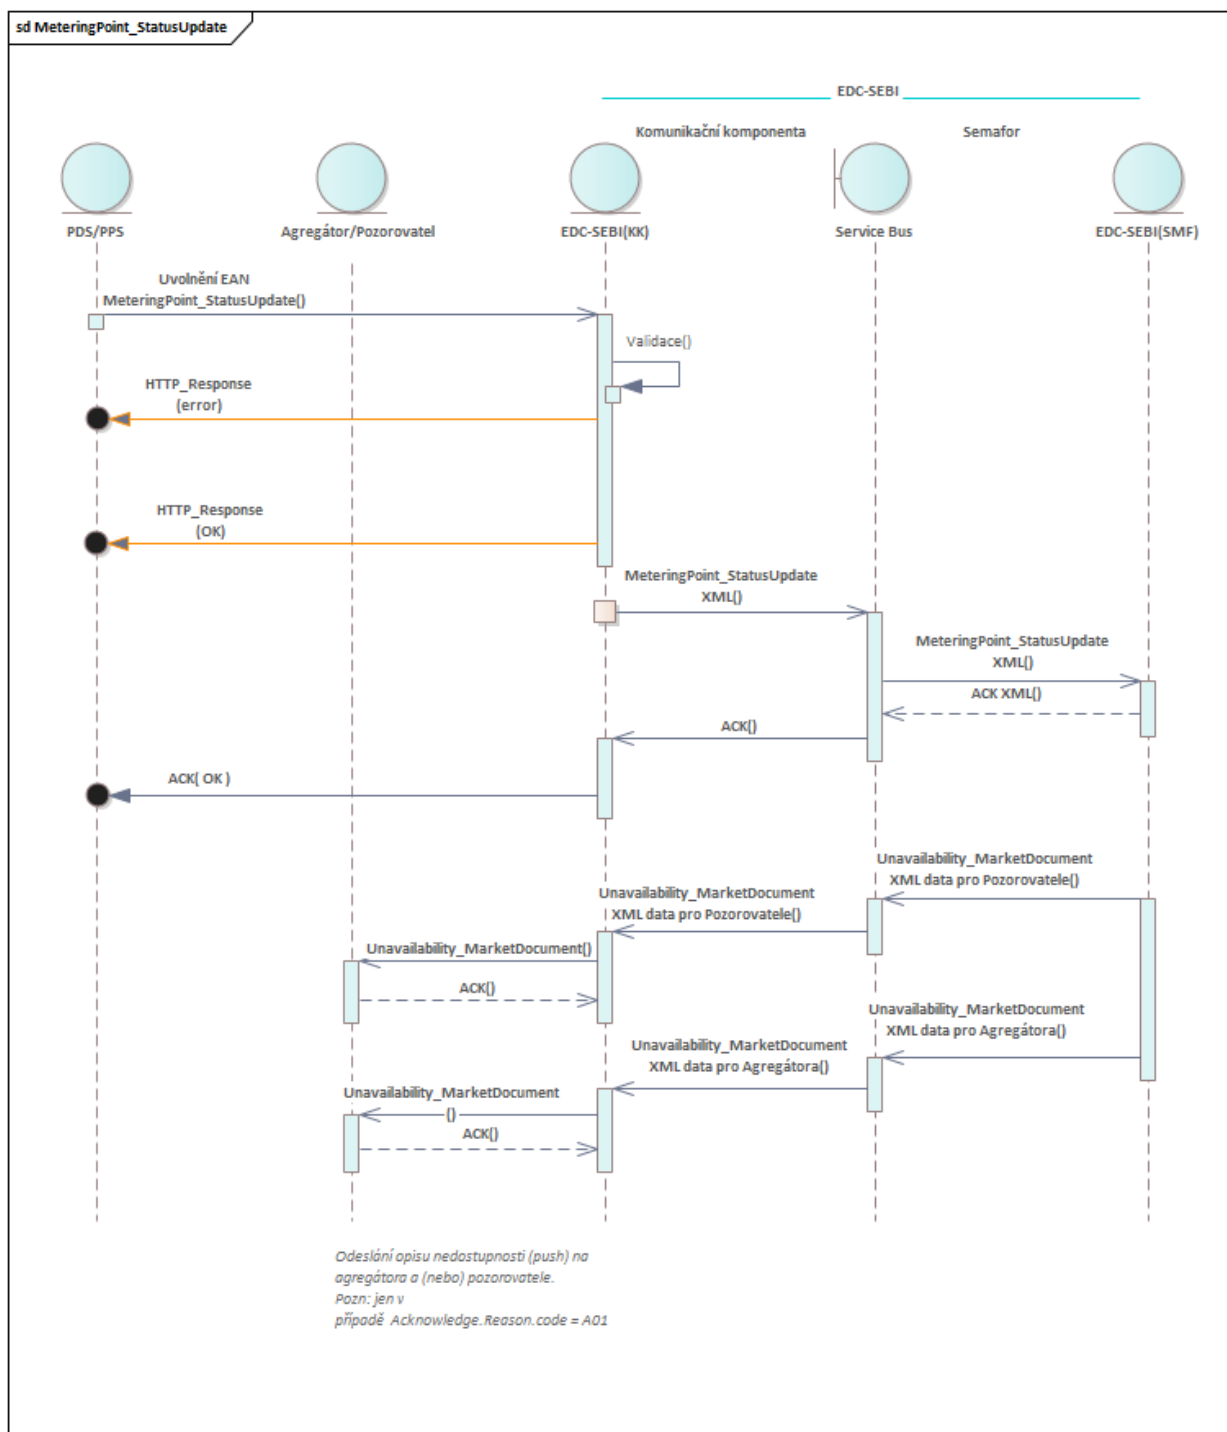 sd MeteringPoint_StatusUpdate
EDC-SEBI
Komunikační komponenta
Semafor
PDS/PPS
Agregátor/Pozorovatel
EDC-SEBI(KK)
Service Bus
EDC-SEBI(SMF)
Uvolnění EAN
MeteringPoint_StatusUpdate()
Validace()
HTTP_Response
(error)
HTTP_Response
(OK)
MeteringPoint_StatusUpdate
XML()
MeteringPoint_StatusUpdate
XML()
ACK XML()
ACK()
ACK( OK )
Unavailability_MarketDocument
XML data pro Pozorovatele()
Unavailability_MarketDocument
XML data pro Pozorovatele()
Unavailability_MarketDocument()
ACK()
Unavailability_MarketDocument
XML data pro Agregátora()
Unavailability_MarketDocument
XML data pro Agregátora()
Unavailability_MarketDocument
()
ACK()
Odeslání opisu nedostupnosti (push) na
agregátora a (nebo) pozorovatele.
Pozn: jen v
případě Acknowledge.Reason.code = A01